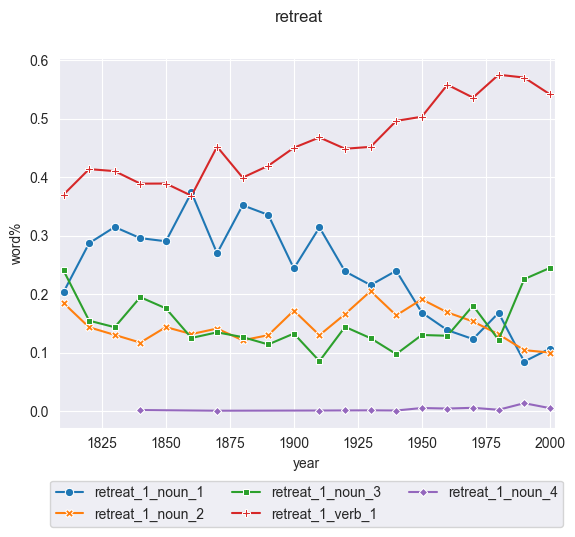 retreat
0.6
0.5
0.4
0.3
0.2
0.1
0.0
word%
1825 1850 1875 1900 1925 1950 1975 2000
year
retreat_1_noun_1 retreat_1_noun_3 retreat_1_noun_4
retreat_1_noun_2 retreat_1_verb_1